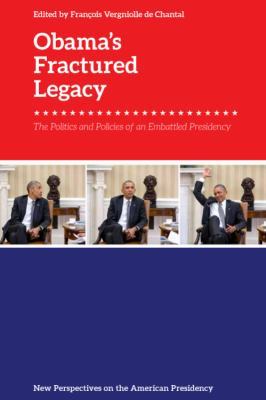 Edited by François Vergniolle de Chantal
Obama's
Fractured
Legacy
The Politics and Policies of an Embattled Presidency
New Perspectives on the American Presidency